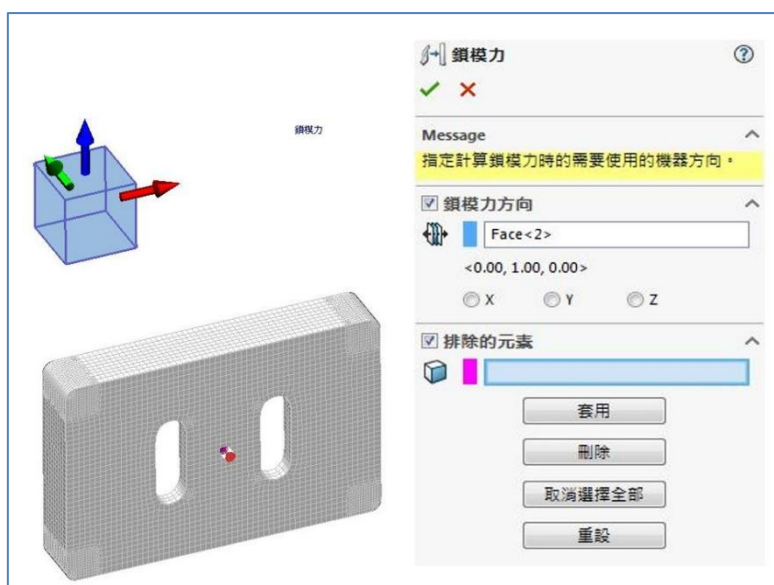 鎖模力
鎖模力
Message
指定計算鎖模力時的需要使用的機器方向。
鎖模力方向
Face<2>
<0.00, 1.00, 0.00>
X Y Z
排除的元素
套用
刪除
取消選擇全部
重設